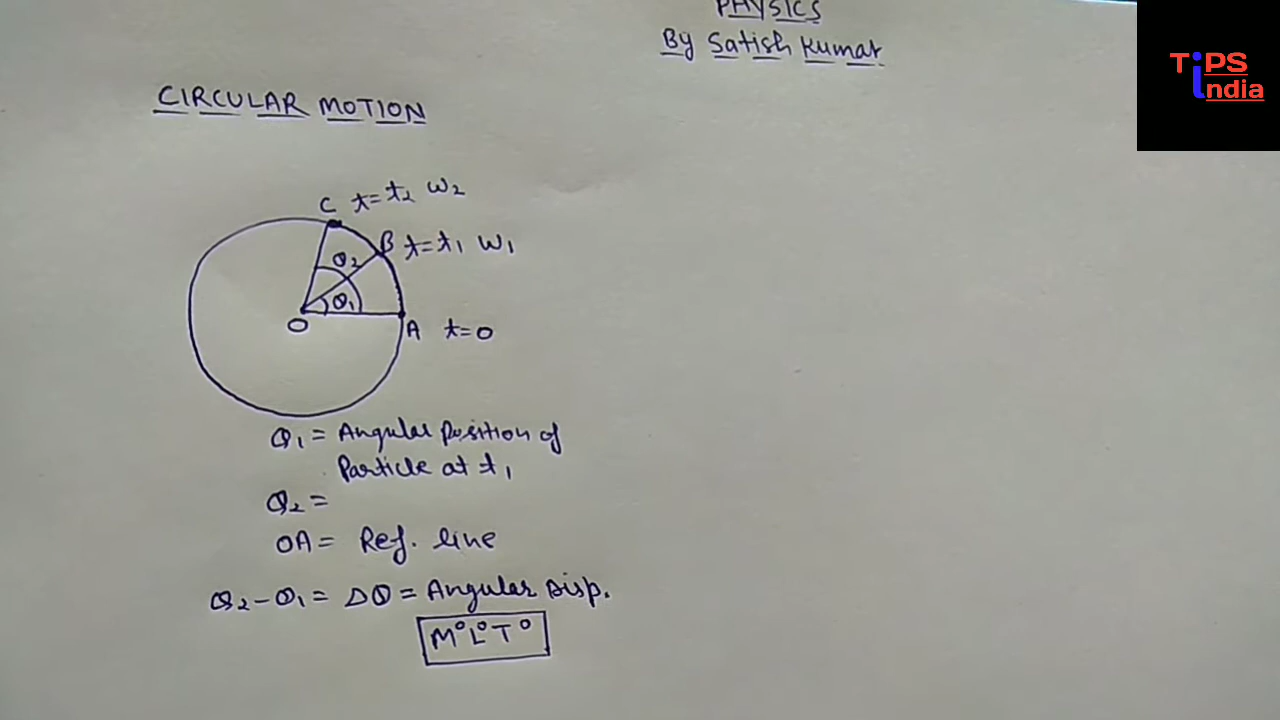 PHYSICS
By Satish Kumar
TiPS
india
CIRCULAR MOTION
C t=t₂ ω₂
B t=t₁ ω₁
θ₂
θ₁
O
A t=0
θ₁ = Angular Position of
Particle at t₁
θ₂ =
OA = Ref. line
θ₂-θ₁ = Δθ = Angular Disp.
M⁰L⁰T⁰